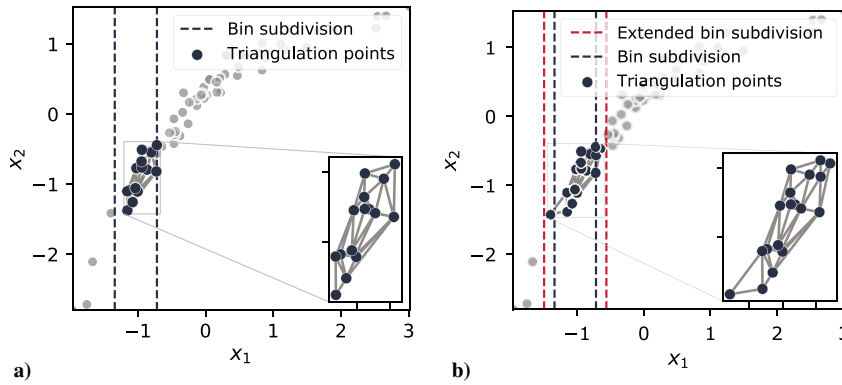 Bin subdivision
Triangulation points
1
0
−1
−2
x2
−1
0
1
2
3
x1
a)
Extended bin subdivision
Bin subdivision
Triangulation points
1
0
−1
−2
x2
−1
0
1
2
3
x1
b)